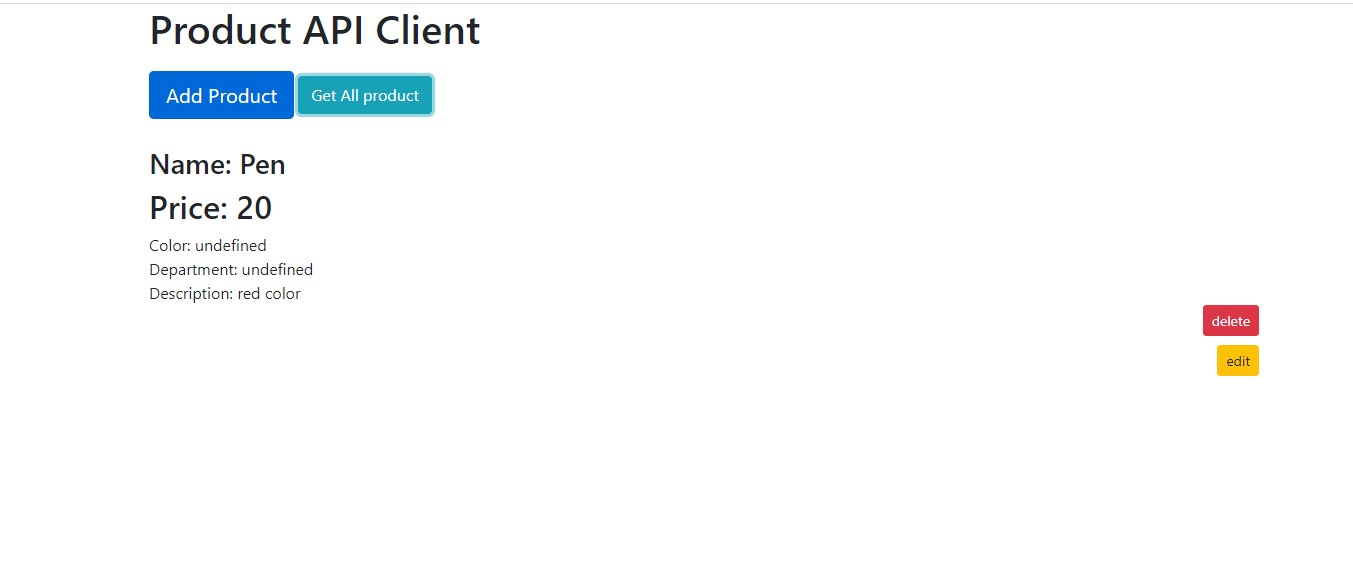 Product API Client
Add Product Get All product
Name: Pen
Price: 20
Color: undefined
Department: undefined
Description: red color
delete
edit